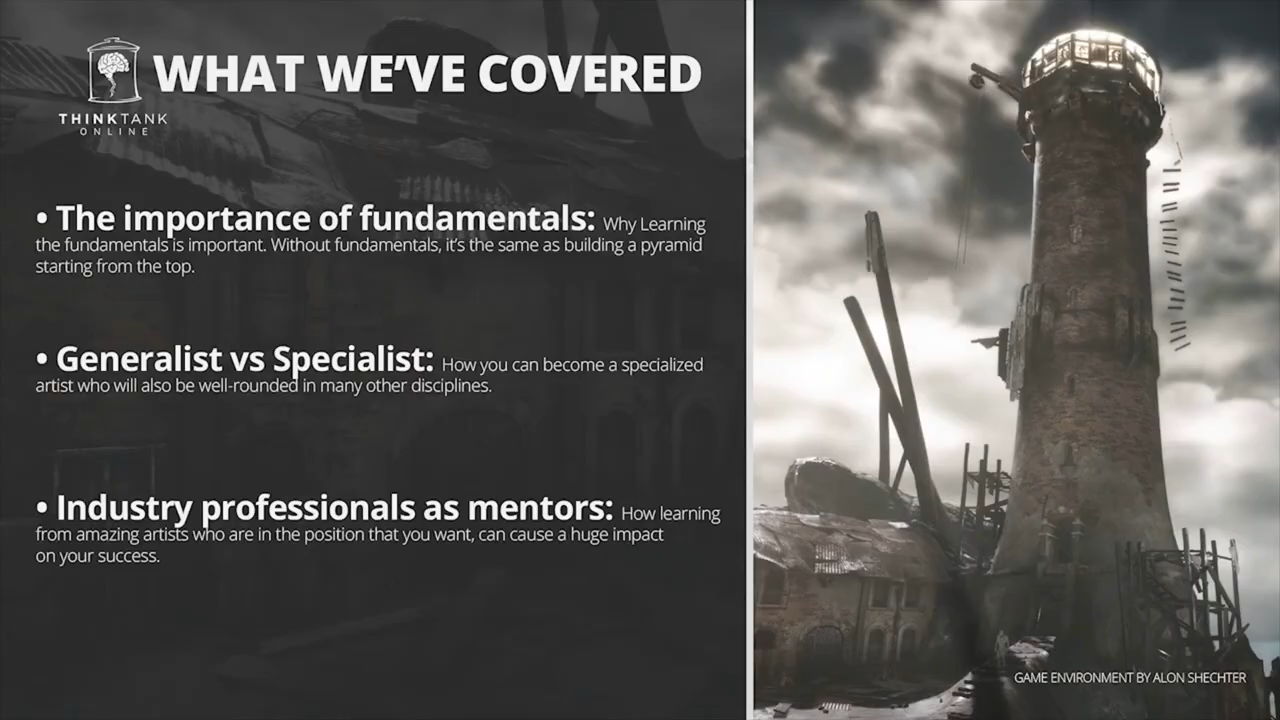 WHAT WE'VE COVERED
THINKTANK
ONLINE
• The importance of fundamentals: Why Learning
the fundamentals is important. Without fundamentals, it's the same as building a pyramid
starting from the top.
• Generalist vs Specialist: How you can become a specialized
artist who will also be well-rounded in many other disciplines.
• Industry professionals as mentors: How learning
from amazing artists who are in the position that you want, can cause a huge impact
on your success.
GAME ENVIRONMENT BY ALON SHECHTER